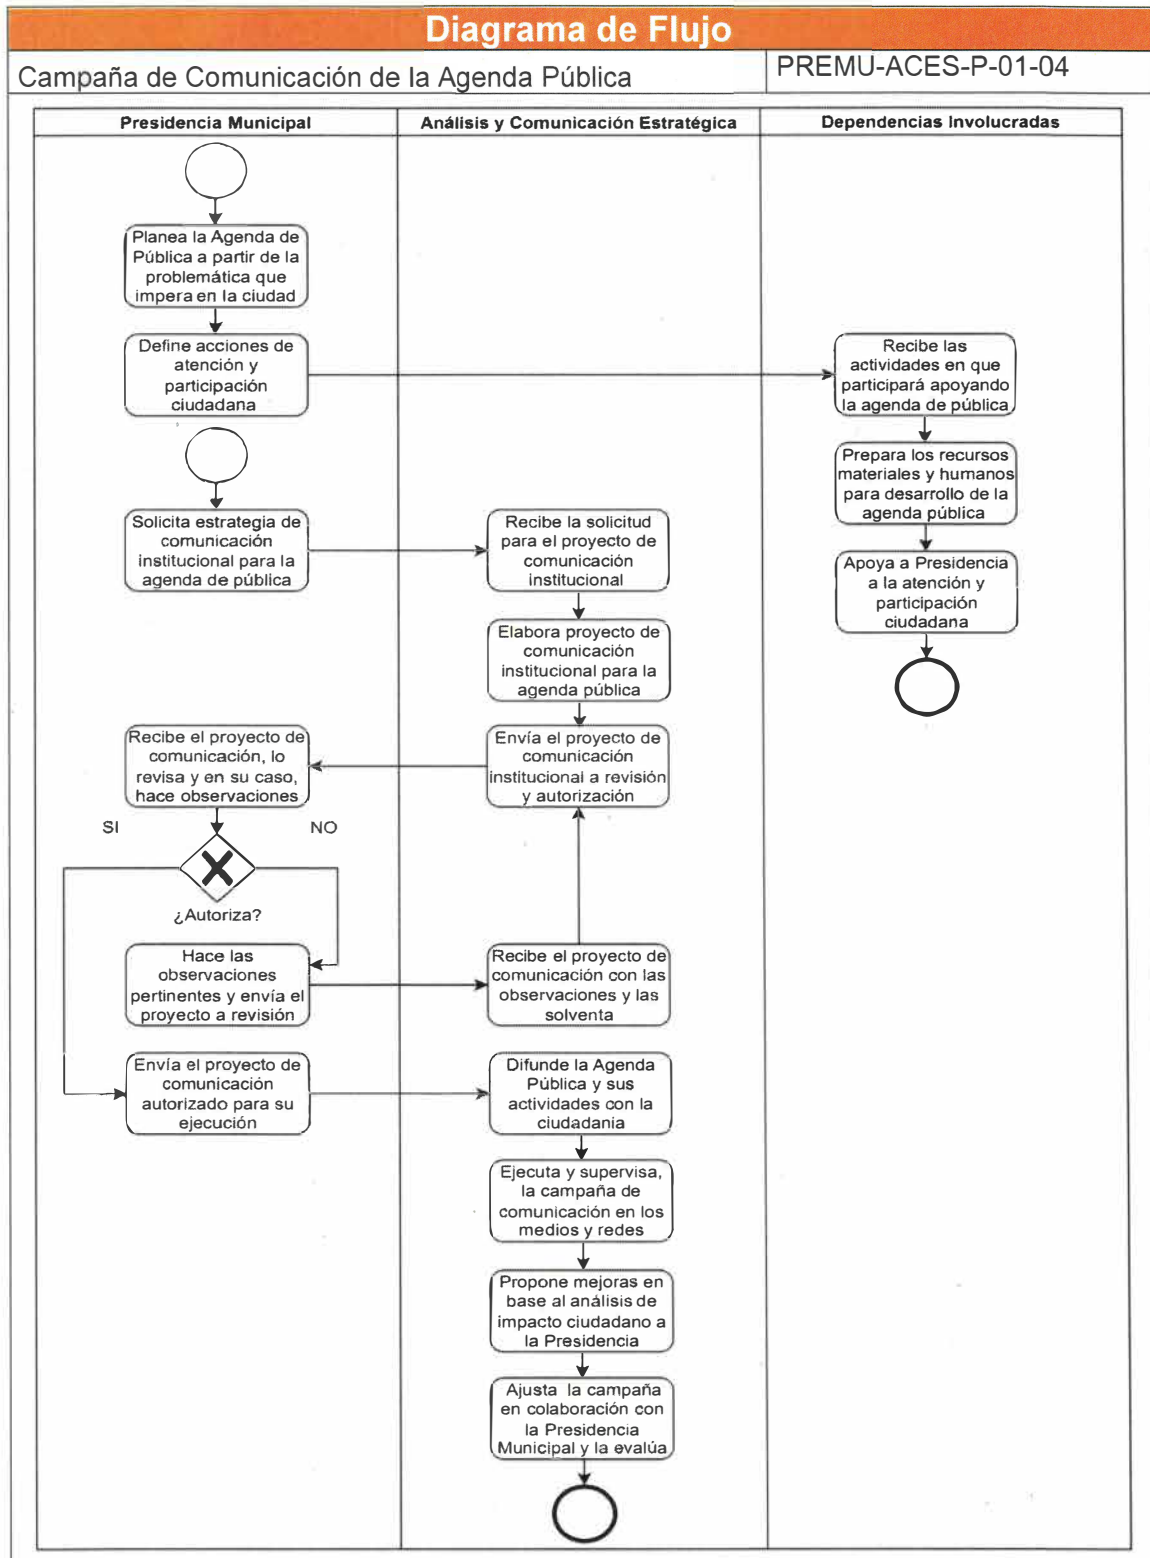 Diagrama de Flujo
Campaña de Comunicación de la Agenda Pública
PREMU-ACES-P-01-04
Presidencia Municipal
Análisis y Comunicación Estratégica
Dependencias Involucradas
Planea la Agenda de
Pública a partir de la
problemática que
impera en la ciudad
Define acciones de
atención y
participación
ciudadana
Recibe las
actividades en que
participará apoyando
la agenda de pública
Prepara los recursos
materiales y humanos
para desarrollo de la
agenda pública
Apoya a Presidencia
a la atención y
participación
ciudadana
Solicita estrategia de
comunicación
institucional para la
agenda de pública
Recibe la solicitud
para el proyecto de
comunicación
institucional
Elabora proyecto de
comunicación
institucional para la
agenda pública
Envía el proyecto de
comunicación
institucional a revisión
y autorización
Recibe el proyecto de
comunicación, lo
revisa y en su caso,
hace observaciones
SI
NO
¿Autoriza?
Hace las
observaciones
pertinentes y envía el
proyecto a revisión
Recibe el proyecto de
comunicación con las
observaciones y las
solventa
Envía el proyecto de
comunicación
autorizado para su
ejecución
Difunde la Agenda
Pública y sus
actividades con la
ciudadania
Ejecuta y supervisa,
la campaña de
comunicación en los
medios y redes
Propone mejoras en
base al análisis de
impacto ciudadano a
la Presidencia
Ajusta la campaña
en colaboración con
la Presidencia
Municipal y la evalúa